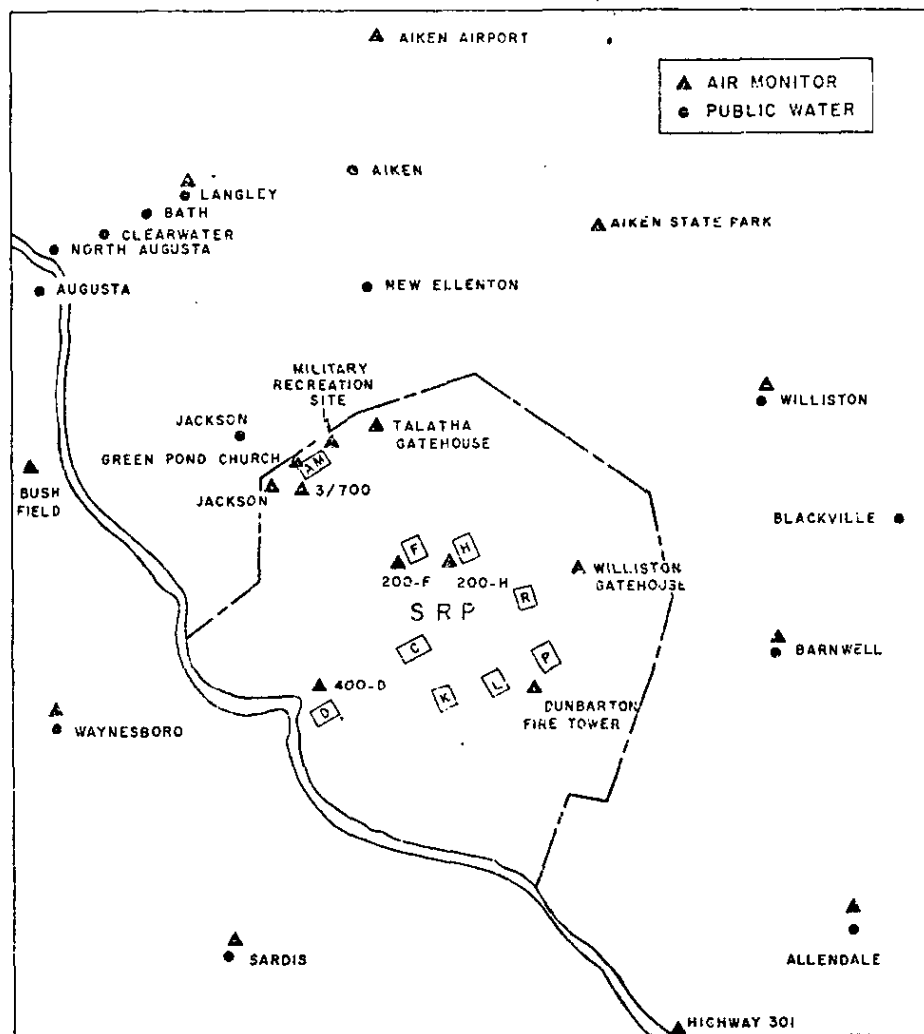 AIKEN AIRPORT
AIR MONITOR
PUBLIC WATER
AIKEN
LANGLEY
BATH
AIKEN STATE PARK
CLEARWATER
NORTH AUGUSTA
AUGUSTA
NEW ELLENTON
MILITARY
RECREATION
SITE
WILLISTON
JACKSON
TALATHA
GATEHOUSE
GREEN POND CHURCH
AM
BUSH
FIELD
JACKSON
3/700
BLACKVILLE
F
H
200-F
200-H
WILLISTON
GATEHOUSE
R
SRP
C
P
BARNWELL
400-D
L
K
D
DUNBARTON
FIRE TOWER
WAYNESBORO
SARDIS
ALLENDALE
HIGHWAY 301